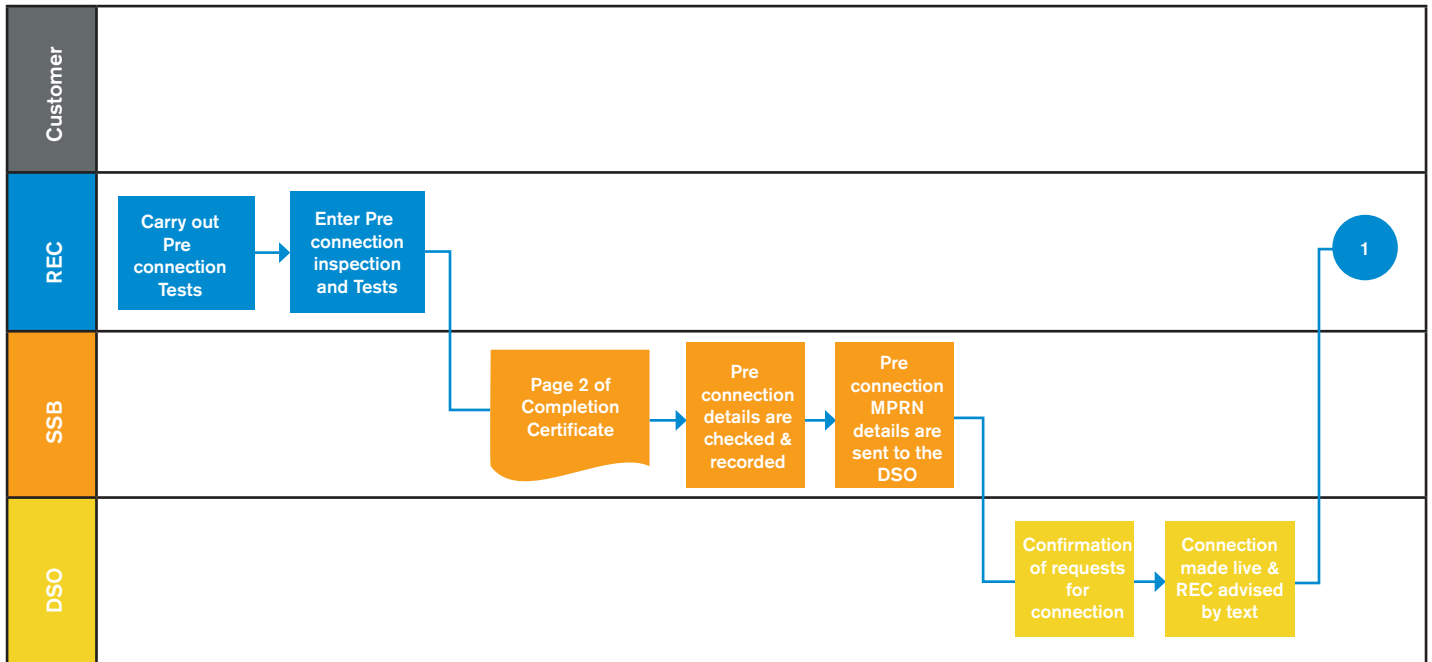 Customer
REC
Carry out
Pre
connection
Tests
Enter Pre
connection
inspection
and Tests
1
SSB
Page 2 of
Completion
Certificate
Pre
connection
details are
checked &
recorded
Pre
connection
MPRN
details are
sent to the
DSO
DSO
Confirmation
of requests
for
connection
Connection
made live &
REC advised
by text